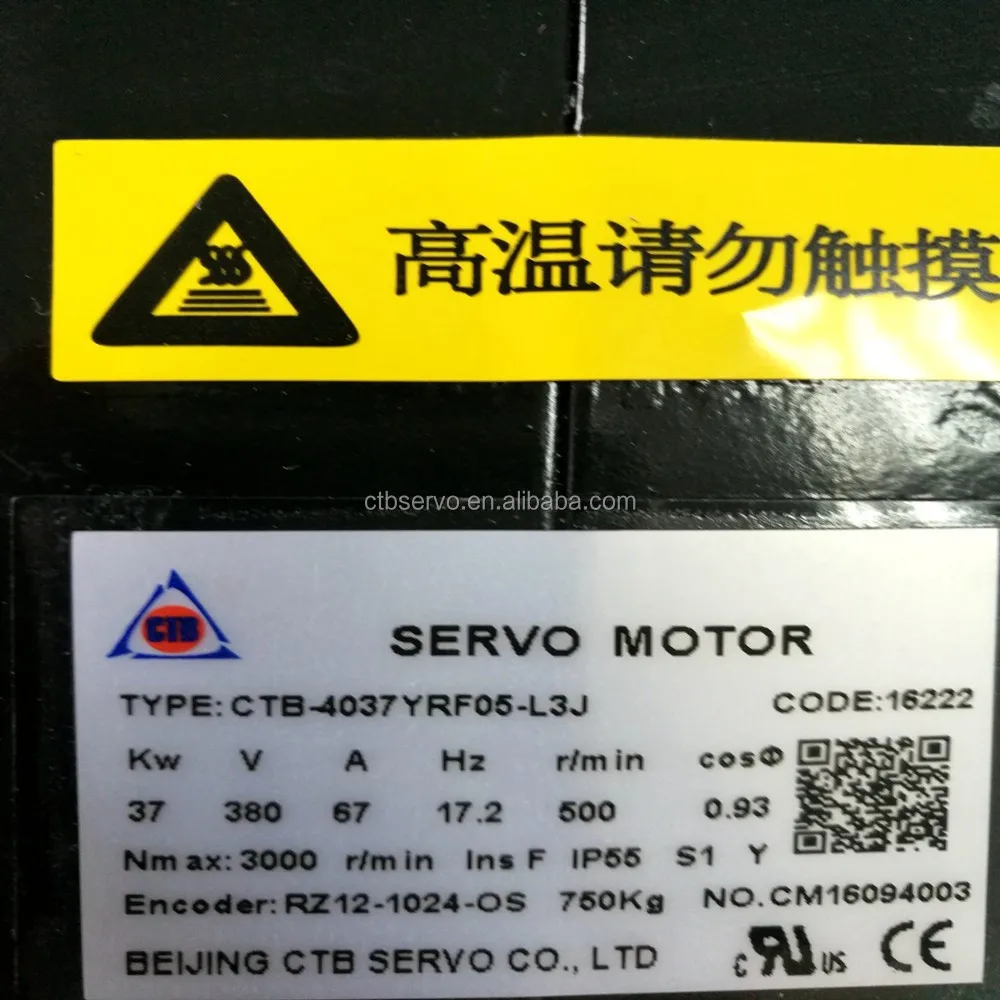 高温请勿触摸
ctbservo.en.alibaba.com
CTB
SERVO MOTOR
TYPE:CTB-4037YRF05-L3J CODE:16222
Kw V A Hz r/min cosΦ
37 380 67 17.2 500 0.93
Nmax:3000 r/min Ins F IP55 S1 Y
Encoder:RZ12-1024-OS 750Kg NO.CM16094003
BEIJING CTB SERVO CO., LTD c RU US CE